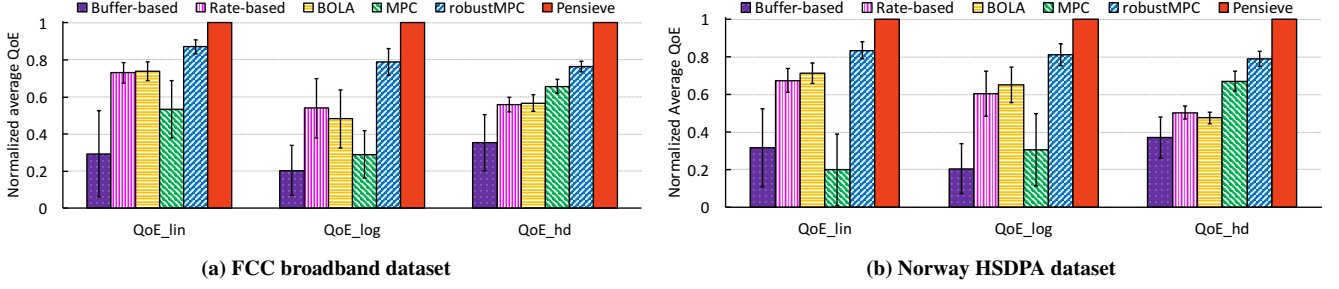 Buffer-based Rate-based BOLA MPC robustMPC Pensieve
Normalized average QoE
1
0.8
0.6
0.4
0.2
0
QoE_lin QoE_log QoE_hd
(a) FCC broadband dataset
Buffer-based Rate-based BOLA MPC robustMPC Pensieve
Normalized Average QoE
1
0.8
0.6
0.4
0.2
0
QoE_lin QoE_log QoE_hd
(b) Norway HSDPA dataset